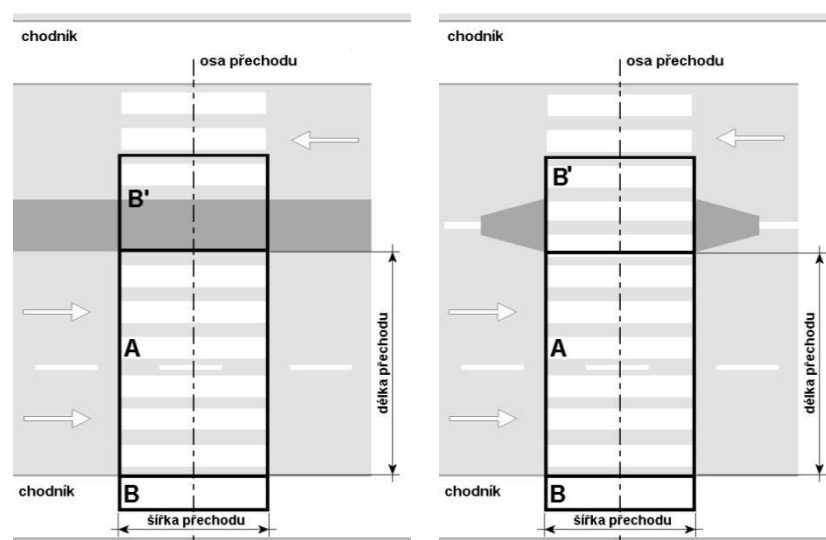 chodník
osa přechodu
B'
A
délka přechodu
chodník
B
šířka přechodu
chodník
osa přechodu
B'
A
délka přechodu
chodník
B
šířka přechodu